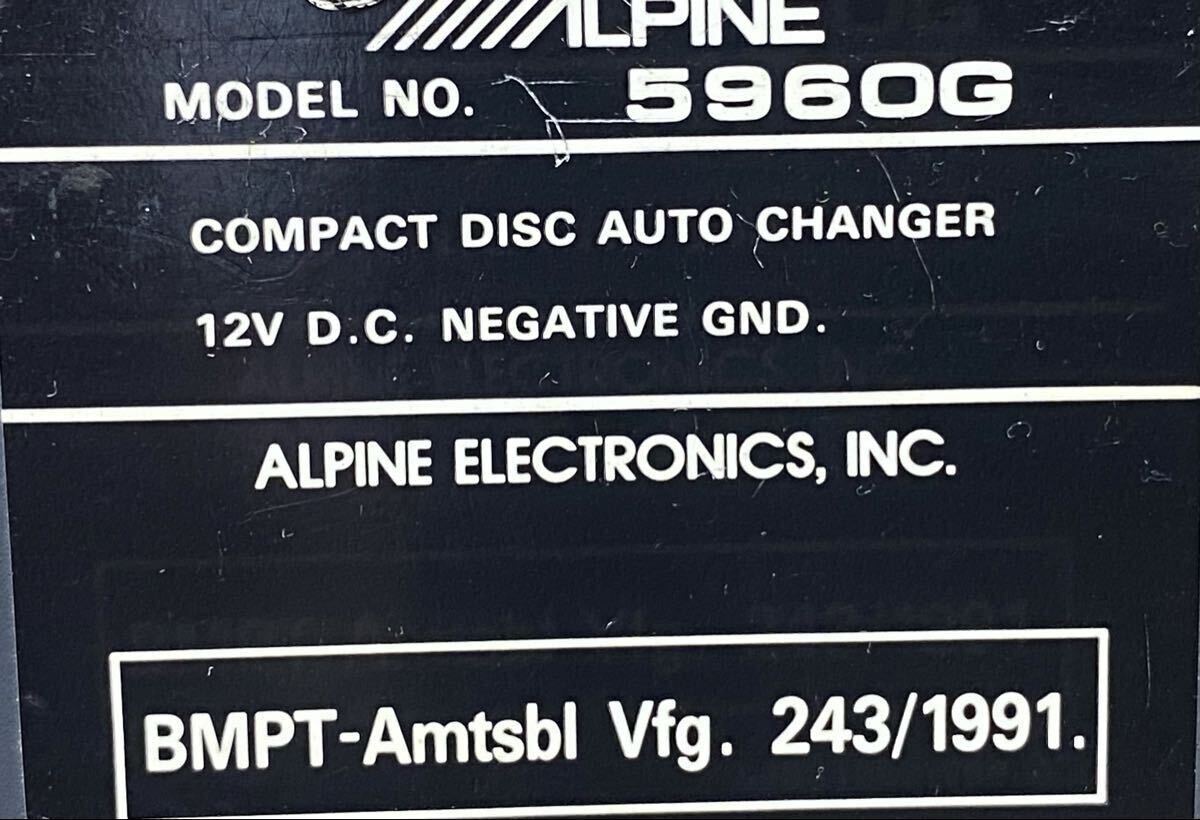 ALPINE
MODEL NO. 5960G
COMPACT DISC AUTO CHANGER
12V D.C. NEGATIVE GND.
ALPINE ELECTRONICS, INC.
BMPT-Amtsbl Vfg. 243/1991.